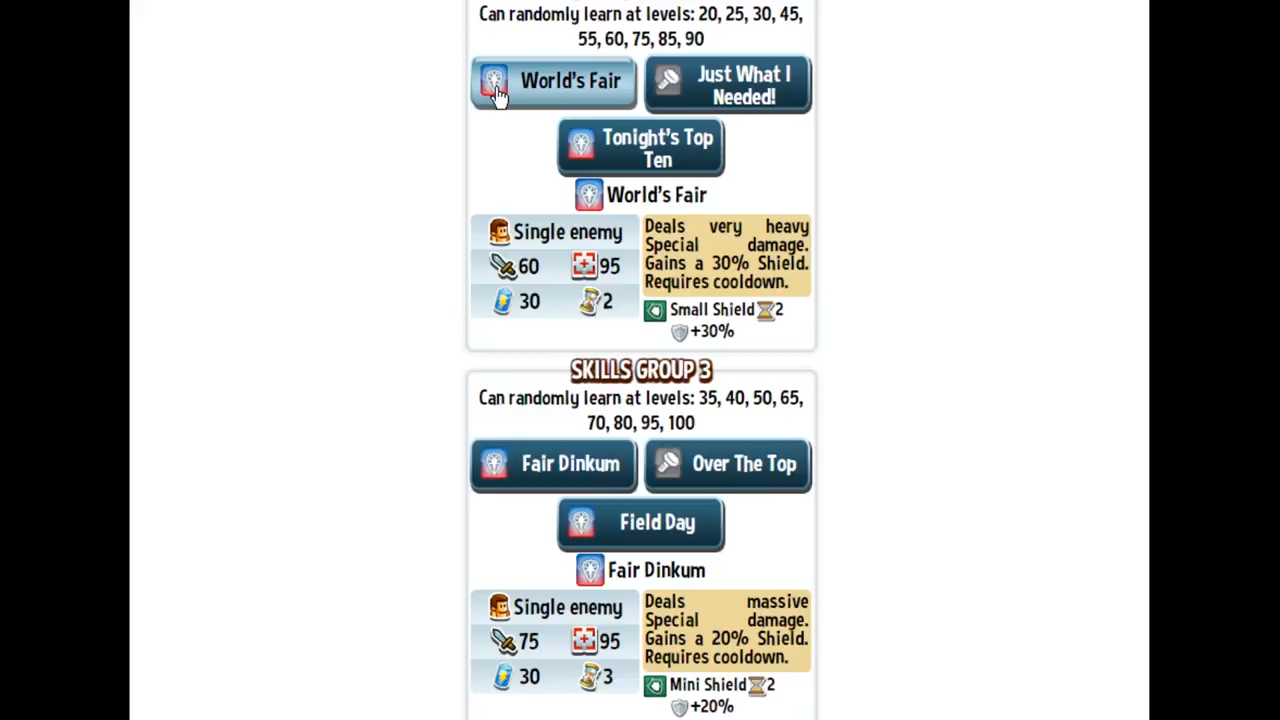 Can randomly learn at levels: 20, 25, 30, 45,
55, 60, 75, 85, 90
World's Fair
Just What I
Needed!
Tonight's Top
Ten
World's Fair
Single enemy
60 95
30 2
Deals very heavy
Special damage.
Gains a 30% Shield.
Requires cooldown.
Small Shield 2
+30%
SKILLS GROUP 3
Can randomly learn at levels: 35, 40, 50, 65,
70, 80, 95, 100
Fair Dinkum
Over The Top
Field Day
Fair Dinkum
Single enemy
75 95
30 3
Deals massive
Special damage.
Gains a 20% Shield.
Requires cooldown.
Mini Shield 2
+20%